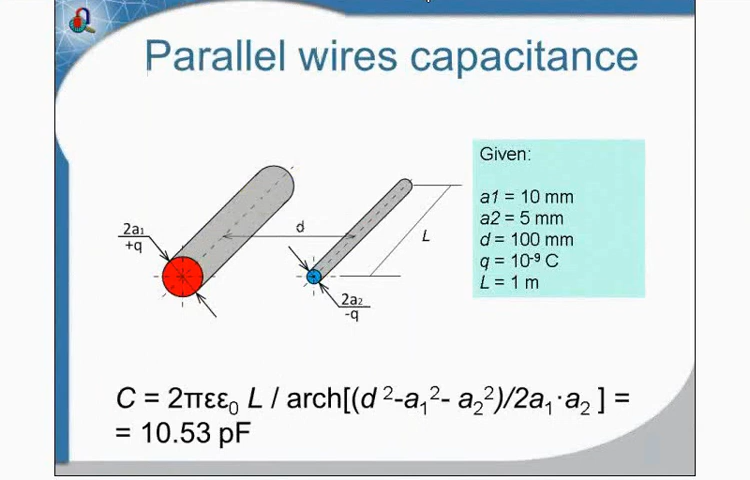 Parallel wires capacitance
Given:
a1 = 10 mm
a2 = 5 mm
d = 100 mm
q = 10⁻⁹ C
L = 1 m
2a₁
+q
d
L
2a₂
-q
C = 2πεε₀ L / arch[(d ²-a₁²- a₂²)/2a₁·a₂ ] =
= 10.53 pF